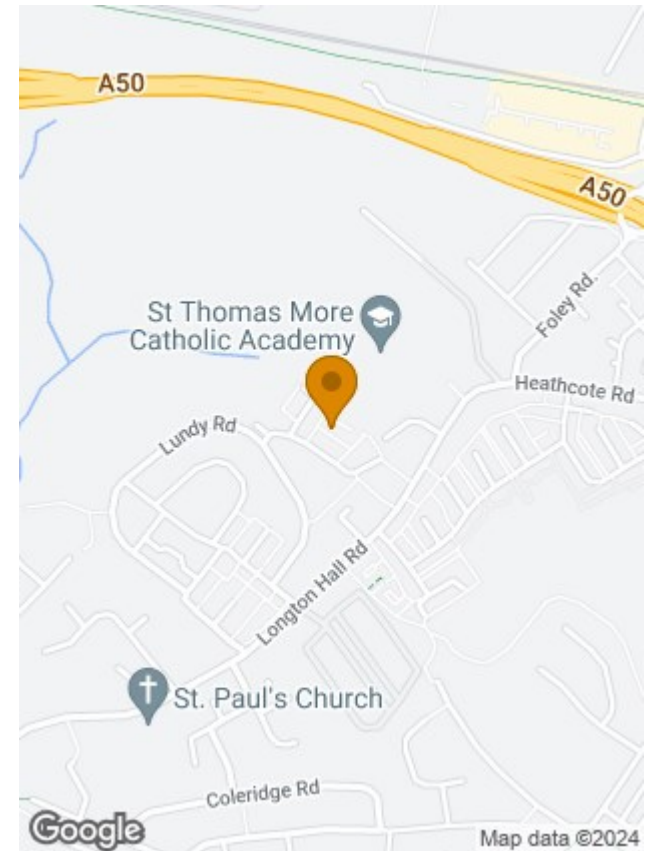 A50
A50
Foley Rd.
St Thomas More
Catholic Academy
Heathcote Rd
Lundy Rd
Longton Hall Rd
St. Paul's Church
Coleridge Rd
Google
Map data ©2024